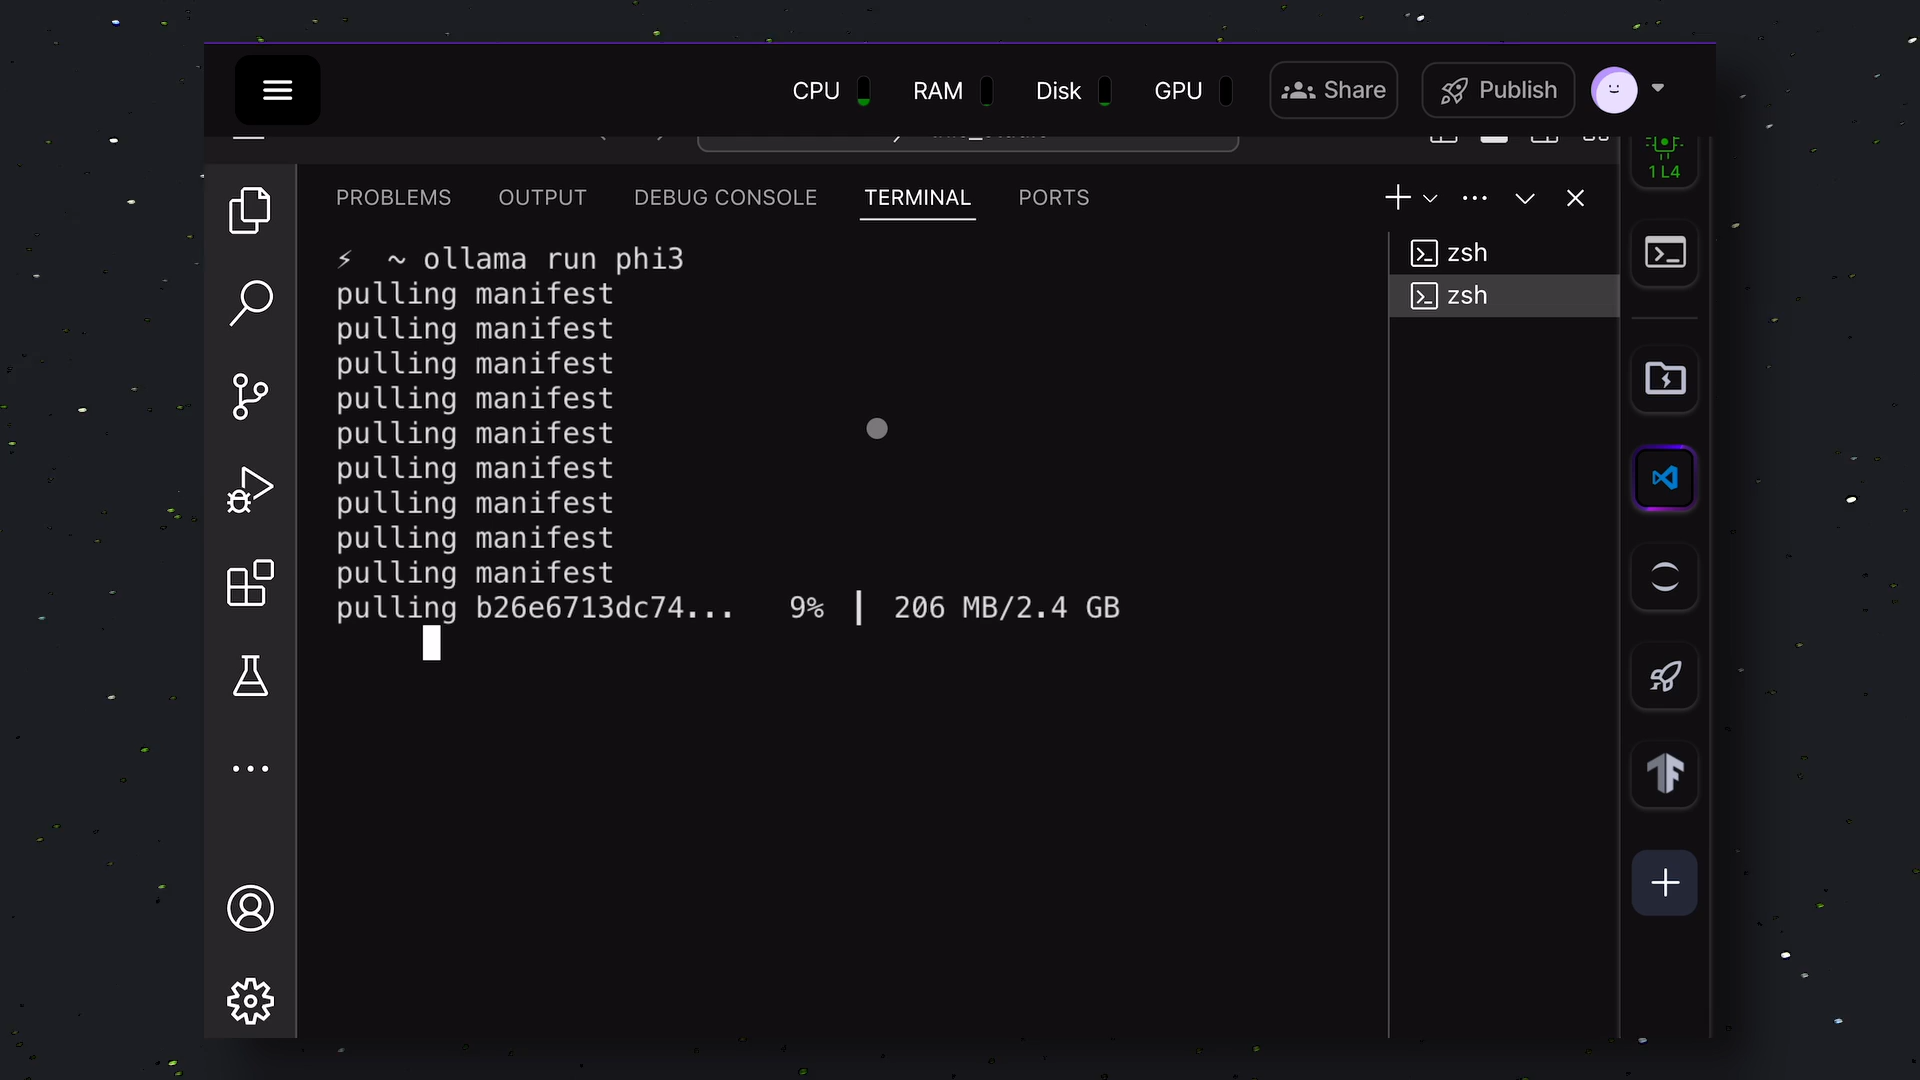 CPU RAM Disk GPU Share Publish
1 L4
PROBLEMS OUTPUT DEBUG CONSOLE TERMINAL PORTS
⚡ ~ ollama run phi3
pulling manifest
pulling manifest
pulling manifest
pulling manifest
pulling manifest
pulling manifest
pulling manifest
pulling manifest
pulling manifest
pulling b26e6713dc74... 9% 206 MB/2.4 GB
zsh
zsh